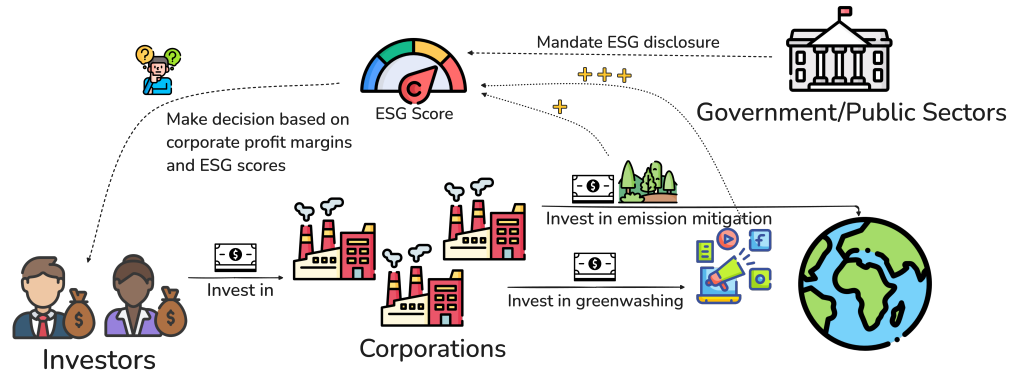 Mandate ESG disclosure
Government/Public Sectors
C
ESG Score
Make decision based on
corporate profit margins
and ESG scores
? ?
$
Invest in
$
Invest in emission mitigation
$
Invest in greenwashing
f
$
$
Investors
Corporations